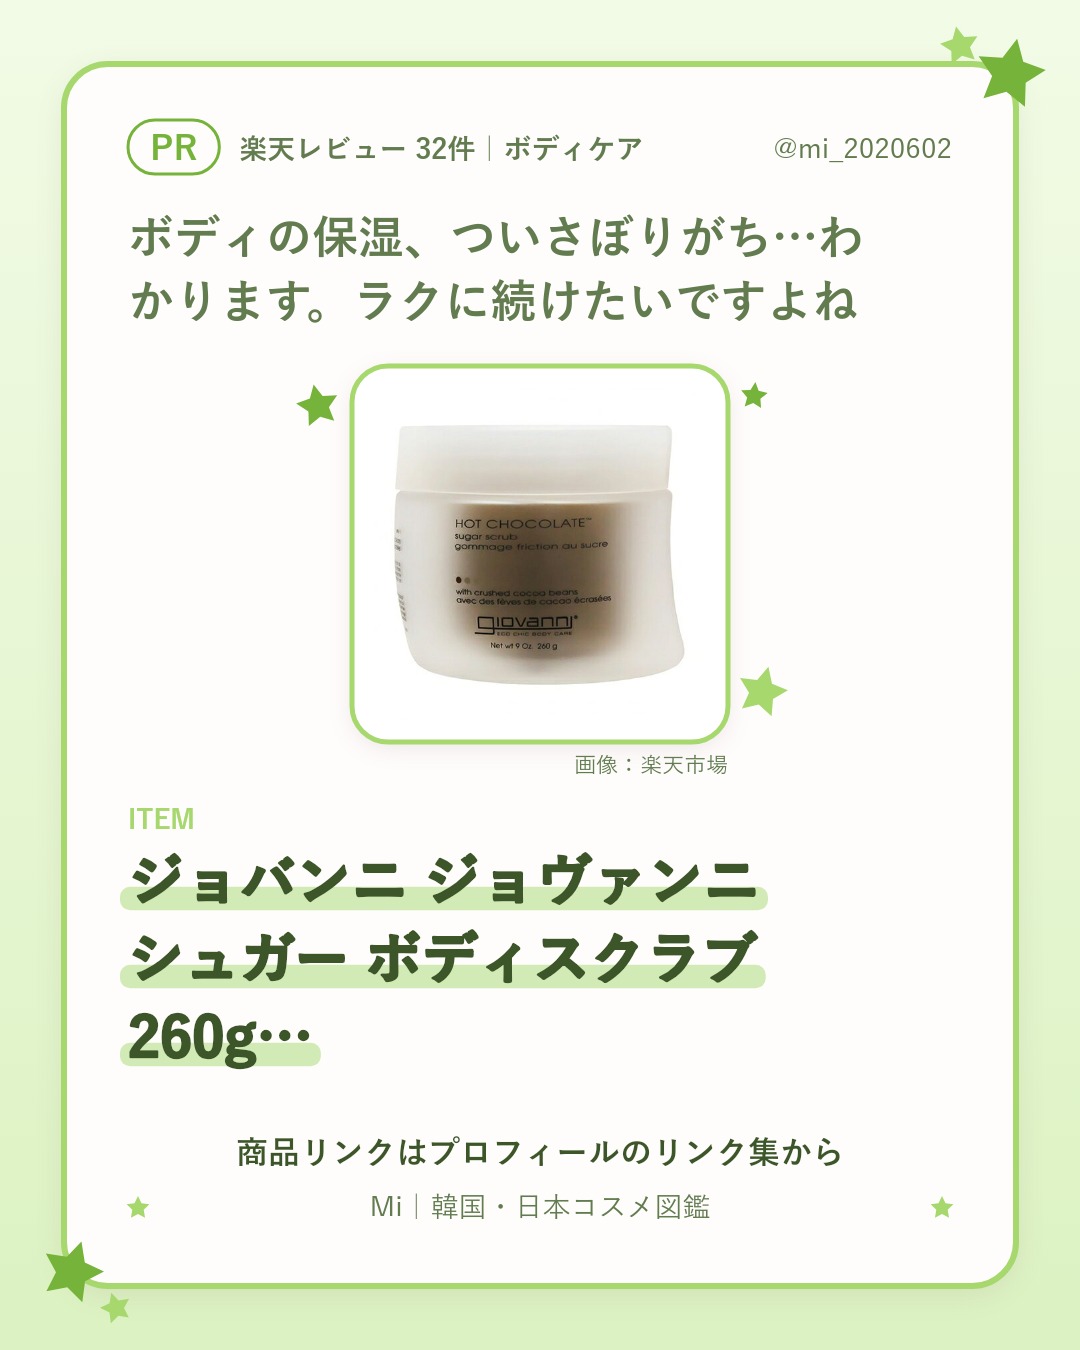 PR 楽天レビュー 32件｜ボディケア @mi_2020602
ボディの保湿、ついさぼりがち…わ
かります。ラクに続けたいですよね
HOT CHOCOLATE™
sugar scrub
gommage friction au sucre
with crushed cocoa beans
avec des fèves de cacao écrasées
giovanni®
ECO CHIC BODY CARE
Net wt 9 Oz 260 g
画像：楽天市場
ITEM
ジョバンニ ジョヴァンニ
シュガー ボディスクラブ
260g…
商品リンクはプロフィールのリンク集から
Mi｜韓国・日本コスメ図鑑